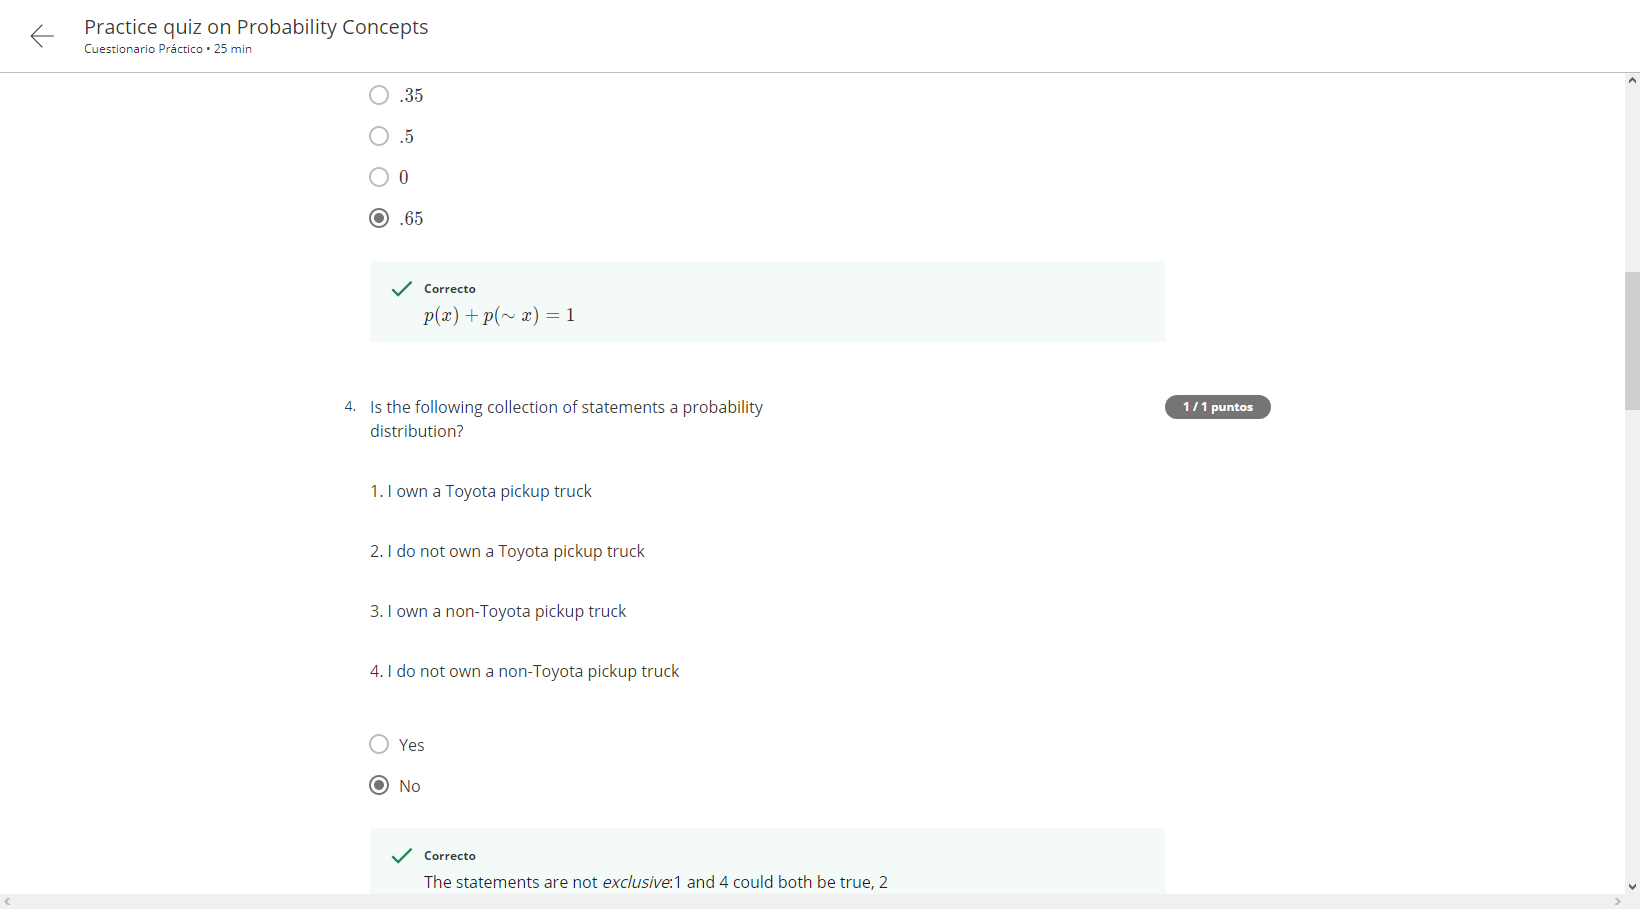 Practice quiz on Probability Concepts
Cuestionario Práctico • 25 min
.35
.5
0
.65
Correcto
p(x) + p(∼ x) = 1
4. Is the following collection of statements a probability
distribution?
1 / 1 puntos
1. I own a Toyota pickup truck
2. I do not own a Toyota pickup truck
3. I own a non-Toyota pickup truck
4. I do not own a non-Toyota pickup truck
Yes
No
Correcto
The statements are not exclusive:1 and 4 could both be true, 2